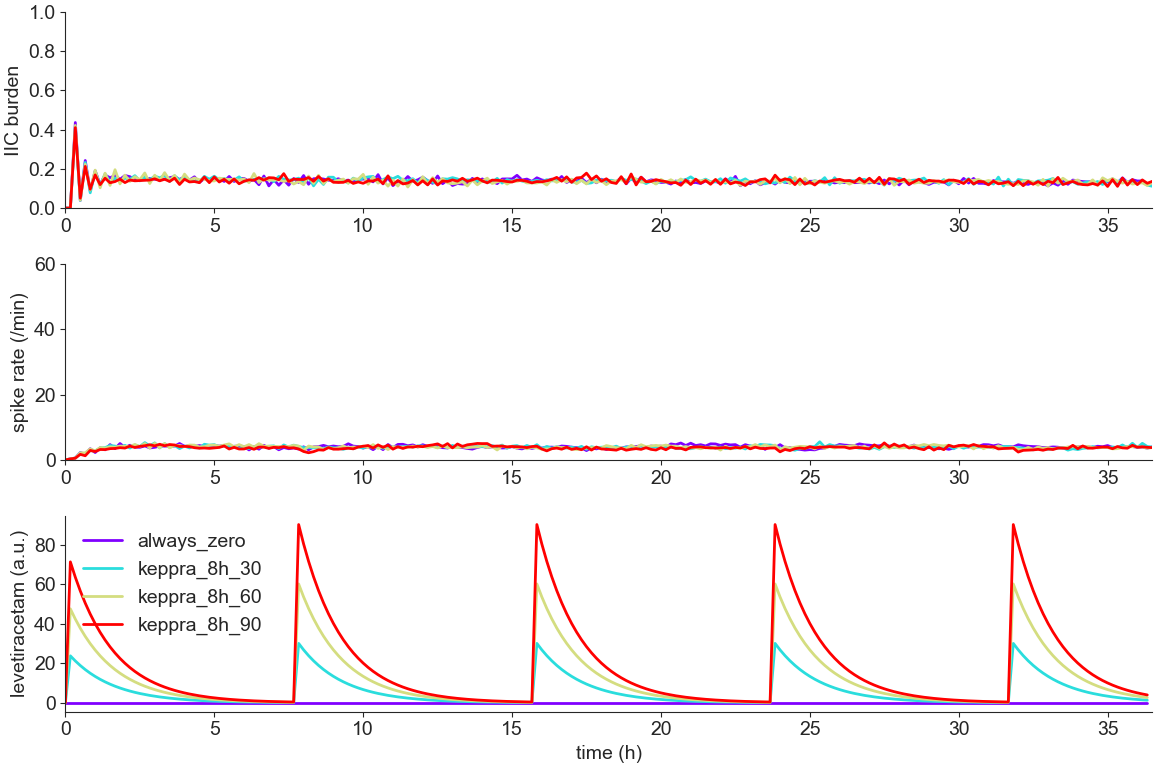 IIC burden
1.0
0.8
0.6
0.4
0.2
0.0
0 5 10 15 20 25 30 35
spike rate (/min)
60
40
20
0
0 5 10 15 20 25 30 35
levetiracetam (a.u.)
80
60
40
20
0
always_zero
keppra_8h_30
keppra_8h_60
keppra_8h_90
0 5 10 15 20 25 30 35
time (h)